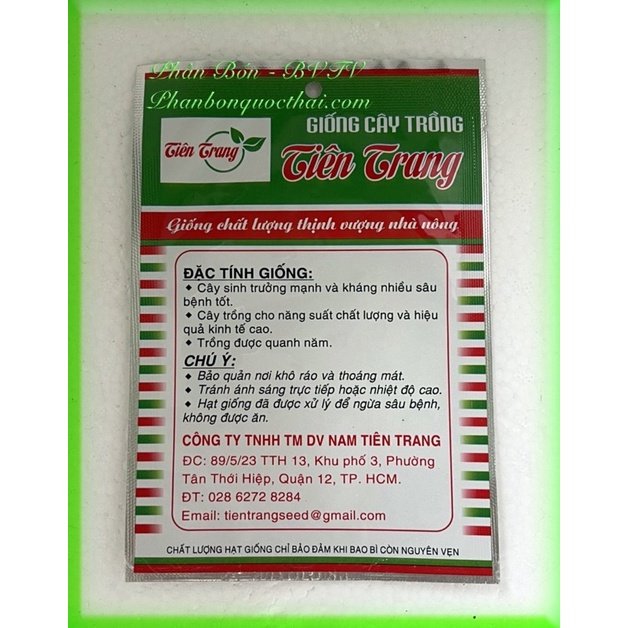 Phân Bón - BVTV
Phanbonquocthai.com
GIỐNG CÂY TRỒNG
Tiên Trang
Tiên Trang
Giống chất lượng thịnh vượng nhà nông
ĐẶC TÍNH GIỐNG:
◆ Cây sinh trưởng mạnh và kháng nhiều sâu
bệnh tốt.
◆ Cây trồng cho năng suất chất lượng và hiệu
quả kinh tế cao.
◆ Trồng được quanh năm.
CHÚ Ý:
◆ Bảo quản nơi khô ráo và thoáng mát.
◆ Tránh ánh sáng trực tiếp hoặc nhiệt độ cao.
◆ Hạt giống đã được xử lý để ngừa sâu bệnh,
không được ăn.
CÔNG TY TNHH TM DV NAM TIÊN TRANG
ĐC: 89/5/23 TTH 13, Khu phố 3, Phường
Tân Thới Hiệp, Quận 12, TP. HCM.
ĐT: 028 6272 8284
Email: tientrangseed@gmail.com
CHẤT LƯỢNG HẠT GIỐNG CHỈ BẢO ĐẢM KHI BAO BÌ CÒN NGUYÊN VẸN